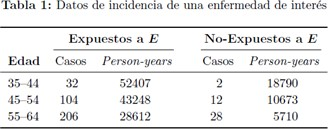 Tabla 1: Datos de incidencia de una enfermedad de interés
Expuestos a E No-Expuestos a E
Edad Casos Person-years Casos Person-years
35–44 32 52407 2 18790
45–54 104 43248 12 10673
55–64 206 28612 28 5710